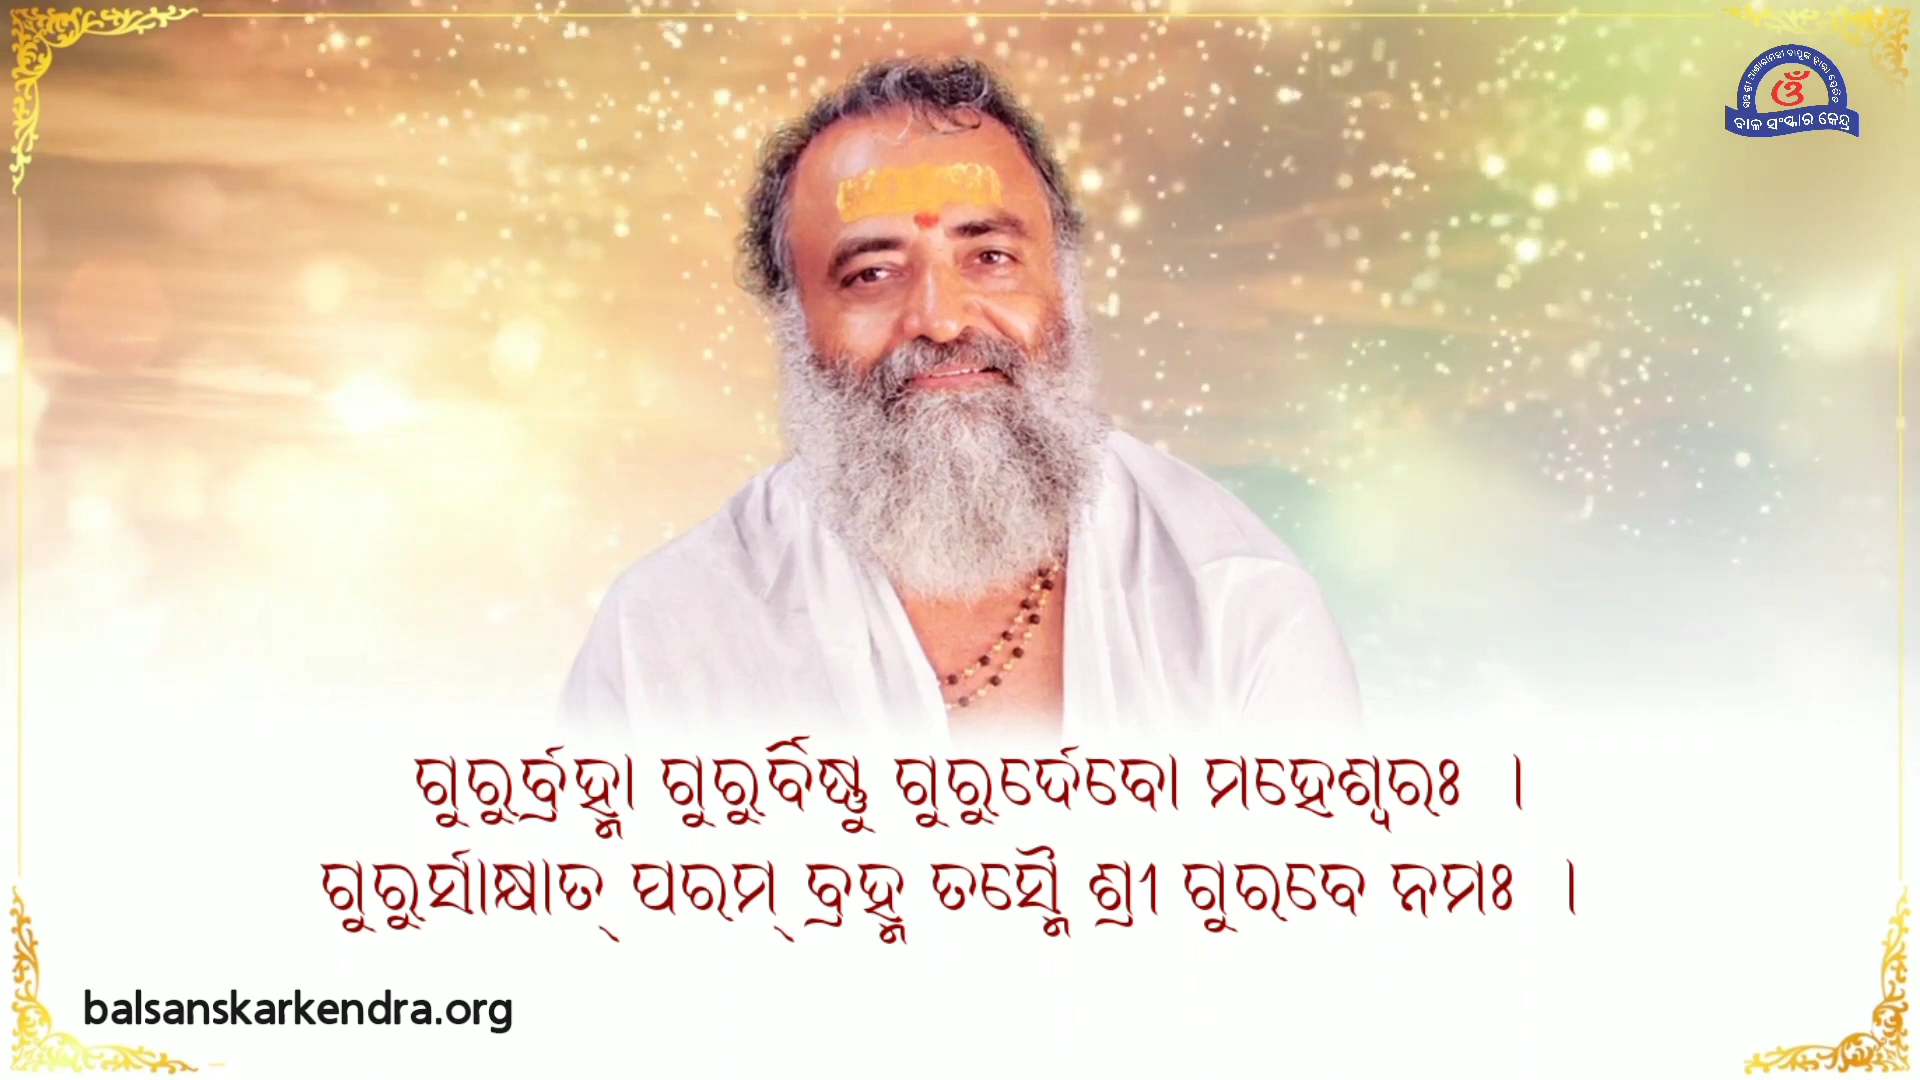 ବାଳ ସଂସ୍କାର କେନ୍ଦ୍ର
ଗୁରୁର୍ବ୍ରହ୍ମା ଗୁରୁର୍ବିଷ୍ଣୁ ଗୁରୁର୍ଦେବୋ ମହେଶ୍ୱରଃ ।
ଗୁରୁର୍ସାକ୍ଷାତ୍ ପରମ୍ ବ୍ରହ୍ମ ତସ୍ମୈ ଶ୍ରୀ ଗୁରବେ ନମଃ ।
balsanskarkendra.org